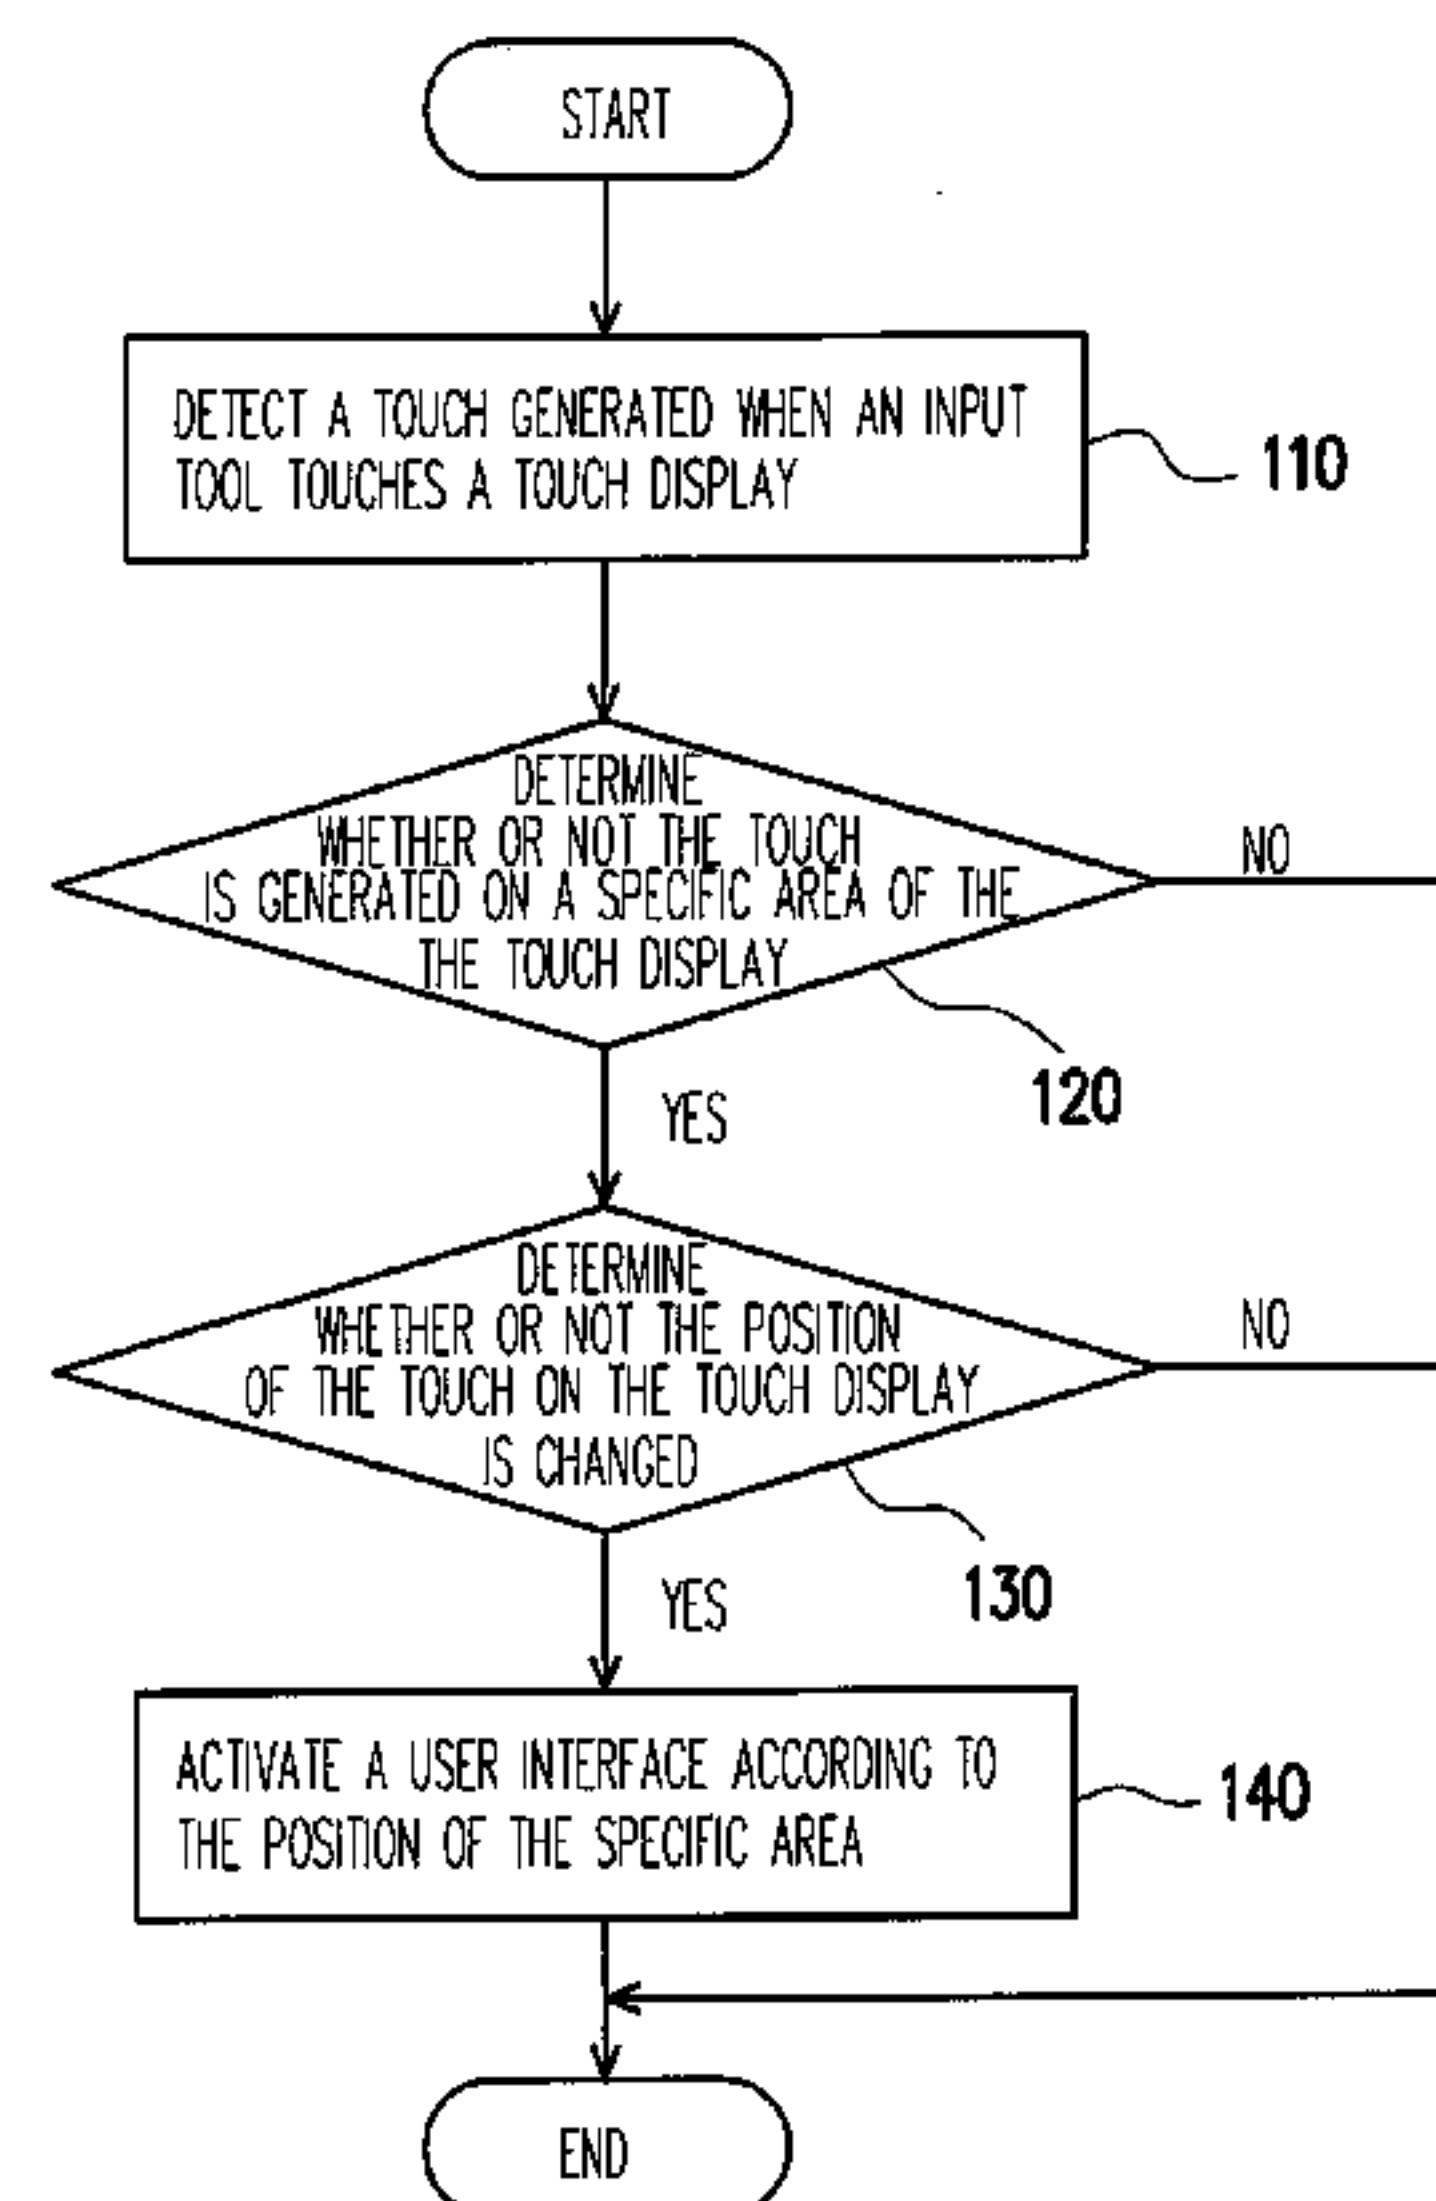 START
DETECT A TOUCH GENERATED WHEN AN INPUT
TOOL TOUCHES A TOUCH DISPLAY
110
DETERMINE
WHETHER OR NOT THE TOUCH
IS GENERATED ON A SPECIFIC AREA OF THE
THE TOUCH DISPLAY
NO
120
YES
DETERMINE
WHETHER OR NOT THE POSITION
OF THE TOUCH ON THE TOUCH DISPLAY
IS CHANGED
NO
130
YES
ACTIVATE A USER INTERFACE ACCORDING TO
THE POSITION OF THE SPECIFIC AREA
140
END